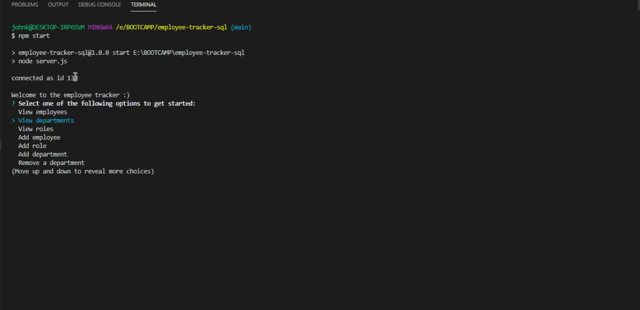 PROBLEMS OUTPUT DEBUG CONSOLE TERMINAL
johnk@DESKTOP-IRP6SVM MINGW64 /e/BOOTCAMP/employee-tracker-sql (main)
$ npm start
> employee-tracker-sql@1.0.0 start E:\BOOTCAMP\employee-tracker-sql
> node server.js
connected as id
Welcome to the employee tracker :)
? Select one of the following options to get started:
View employees
> View departments
View roles
Add employee
Add role
Add department
Remove a department
(Move up and down to reveal more choices)